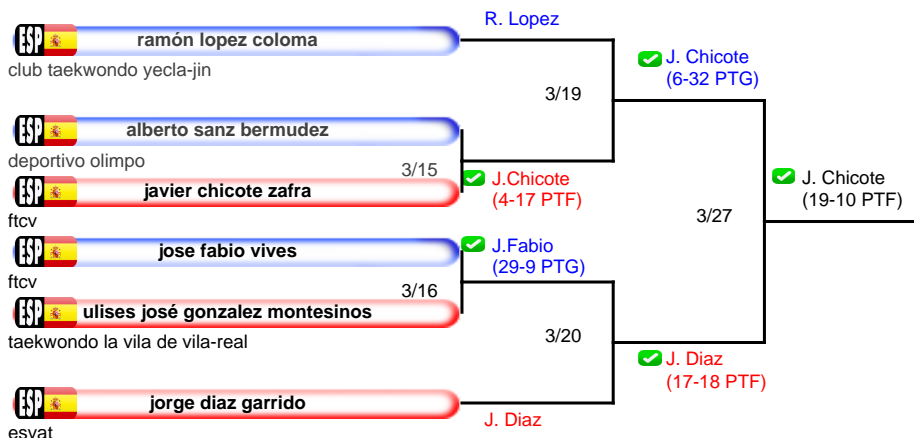 R. Lopez
ESP ramón lopez coloma
club taekwondo yecla-jin
J. Chicote
(6-32 PTG)
3/19
ESP alberto sanz bermudez
deportivo olimpo
3/15
ESP javier chicote zafra
ftcv
J.Chicote
(4-17 PTF)
J. Chicote
(19-10 PTF)
3/27
ESP jose fabio vives
ftcv
J.Fabio
(29-9 PTG)
3/16
ESP ulises josé gonzalez montesinos
taekwondo la vila de vila-real
3/20
J. Diaz
(17-18 PTF)
ESP jorge diaz garrido
esvat
J. Diaz